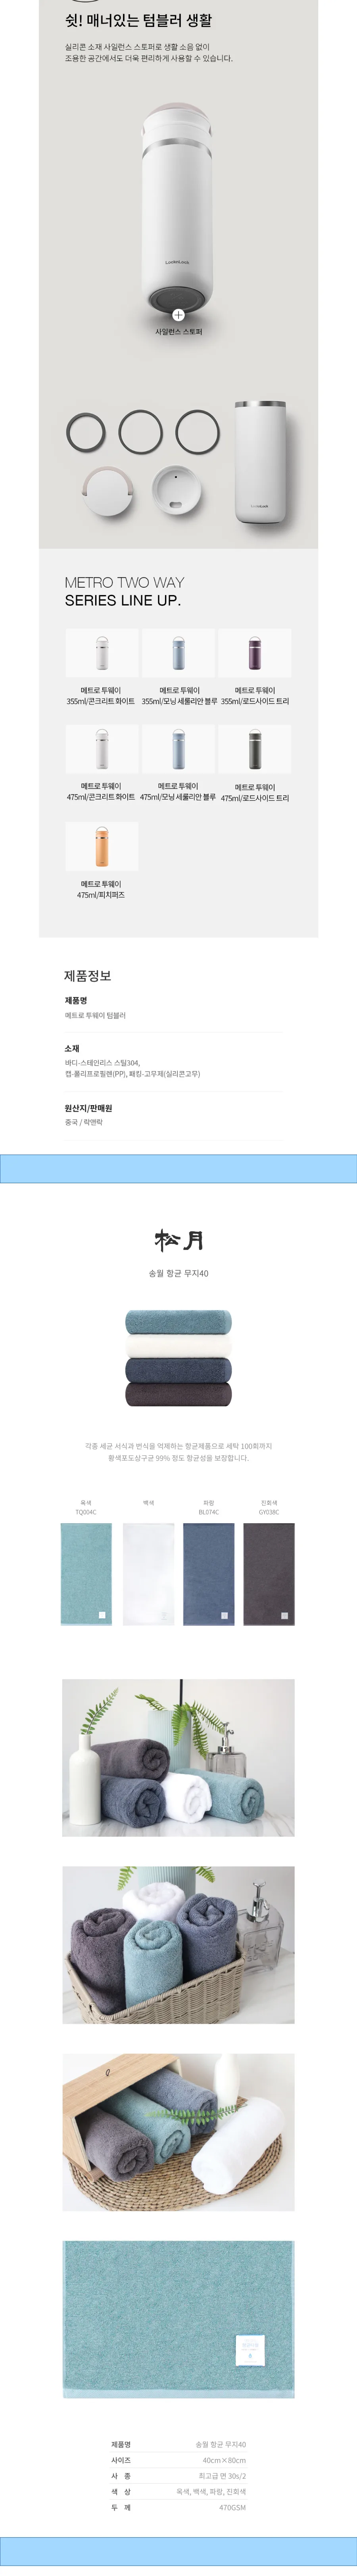 쉿! 매너있는 텀블러 생활
실리콘 소재 사일런스 스토퍼로 생활 소음 없이
조용한 공간에서도 더욱 편리하게 사용할 수 있습니다.
LocknLock
사일런스 스토퍼
LocknLock
METRO TWO WAY
SERIES LINE UP.
메트로 투웨이
355ml/콘크리트 화이트
메트로 투웨이
355ml/모닝 세룰리안 블루
메트로 투웨이
355ml/로드사이드 트리
메트로 투웨이
475ml/콘크리트 화이트
메트로 투웨이
475ml/모닝 세룰리안 블루
메트로 투웨이
475ml/로드사이드 트리
메트로 투웨이
475ml/피치퍼즈
제품정보
제품명
메트로 투웨이 텀블러
소재
바디-스테인리스 스틸304,
캡-폴리프로필렌(PP), 패킹-고무제(실리콘고무)
원산지/판매원
중국 / 락앤락
松月
송월 항균 무지40
각종 세균 서식과 번식을 억제하는 항균제품으로 세탁 100회까지
황색포도상구균 99% 정도 항균성을 보장합니다.
옥색
TQ004C
백색
파랑
BL074C
진회색
GY038C
제품명 송월 항균 무지40
사이즈 40cm×80cm
사 종 최고급 면 30s/2
색 상 옥색, 백색, 파랑, 진회색
두 께 470GSM